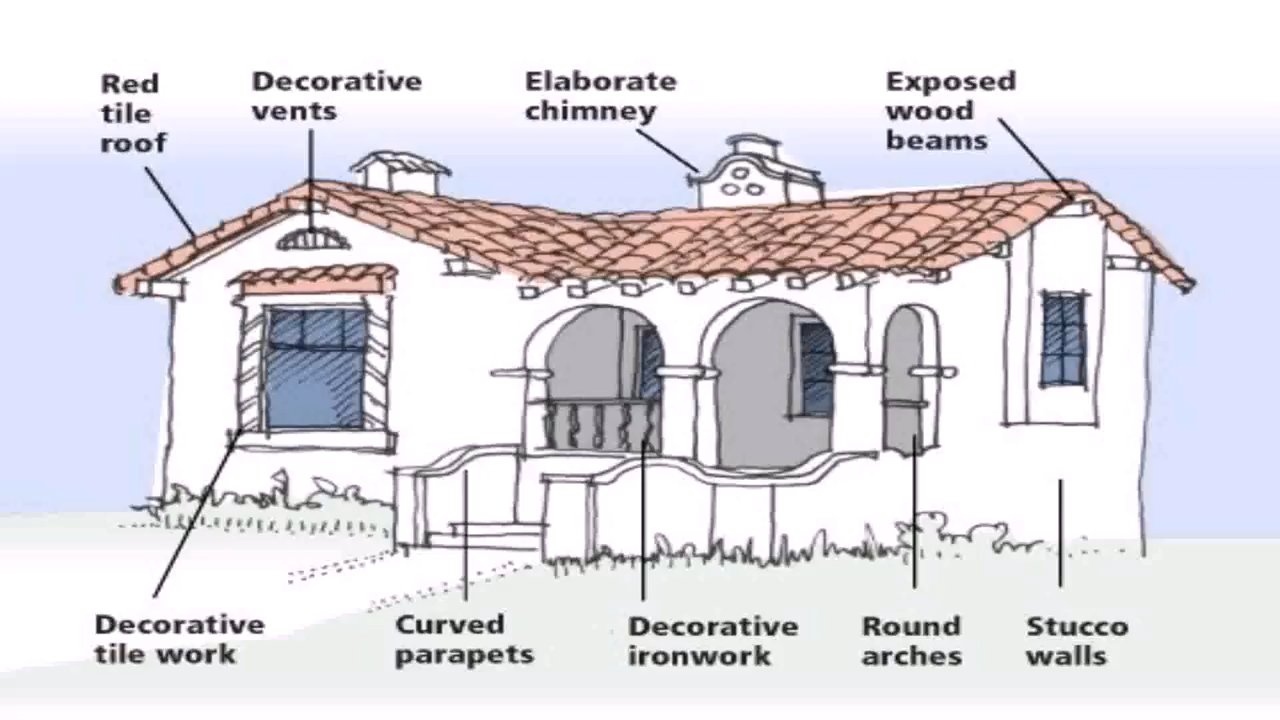 Red
tile
roof
Decorative
vents
Elaborate
chimney
Exposed
wood
beams
Decorative
tile work
Curved
parapets
Decorative
ironwork
Round
arches
Stucco
walls